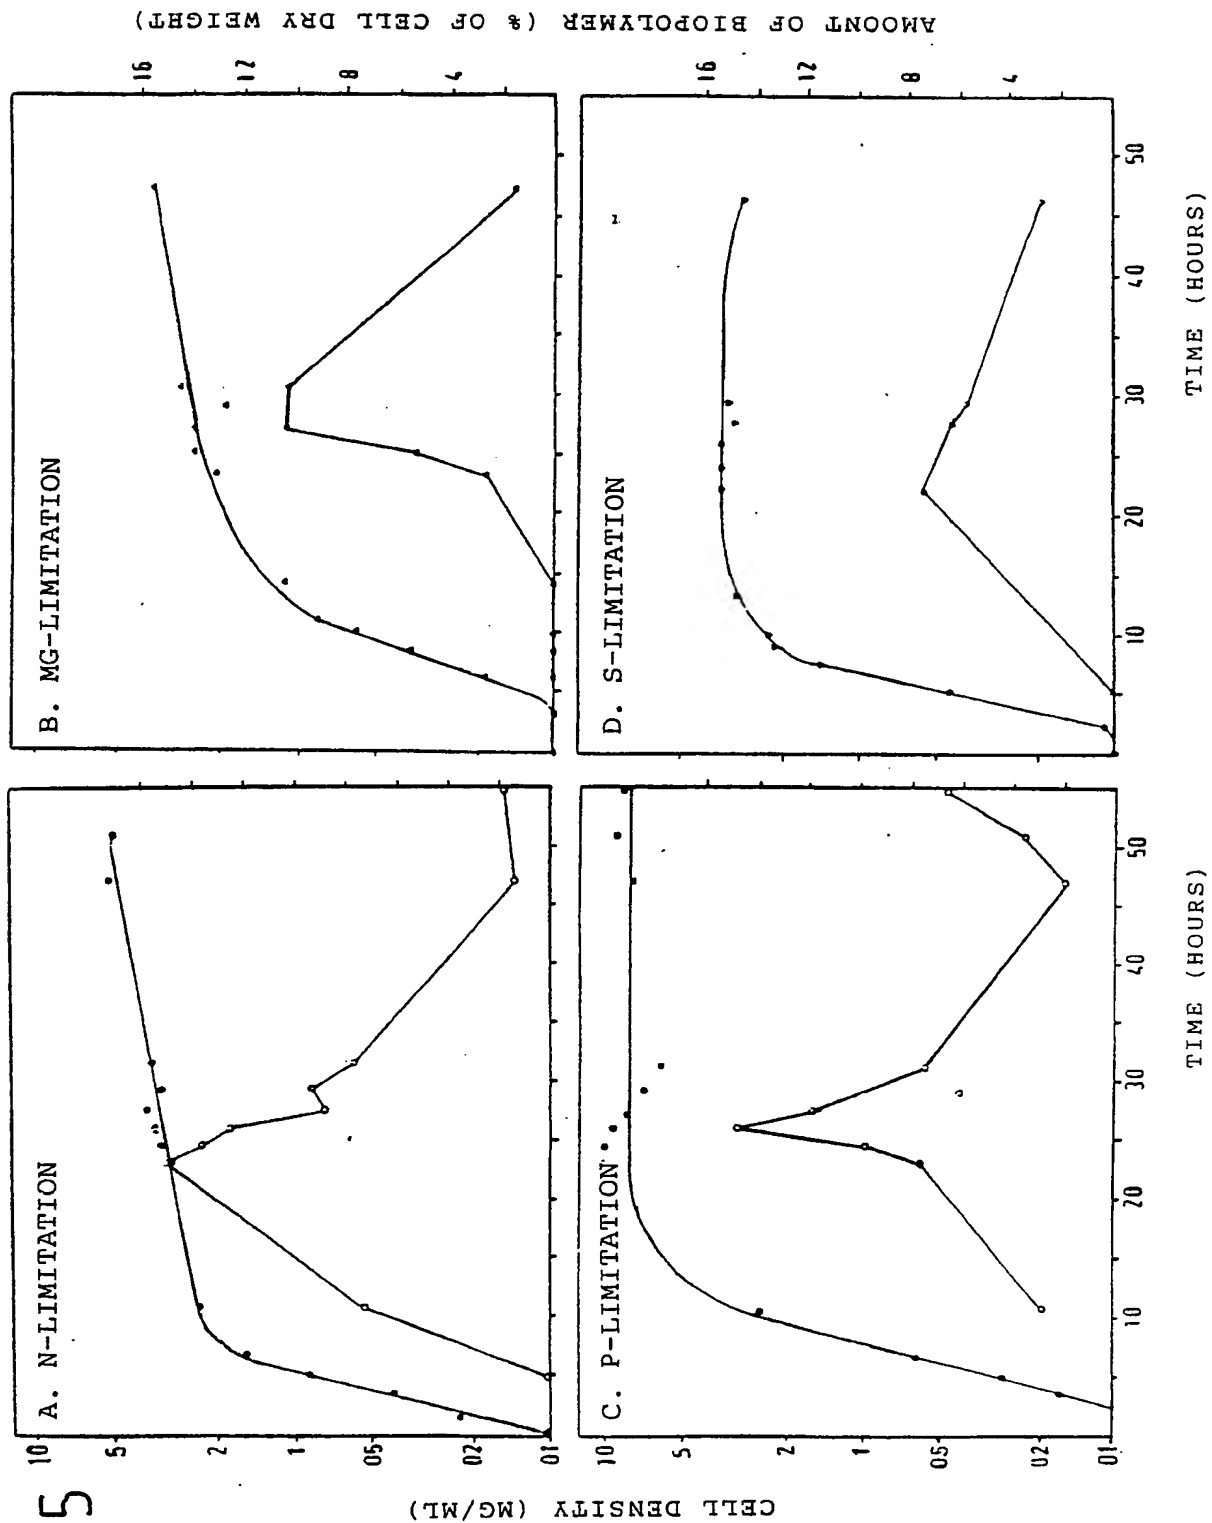 5
A. N-LIMITATION
B. MG-LIMITATION
10
5
2
1
05
02
01
16
12
8
4
C. P-LIMITATION
D. S-LIMITATION
10
5
2
1
05
02
01
16
12
8
4
10 20 30 40 50
10 20 30 40 50
TIME (HOURS)
TIME (HOURS)
CELL DENSITY (MG/ML)
AMOONT OF BIOPOLYMER (% OF CELL DRY WEIGHT)